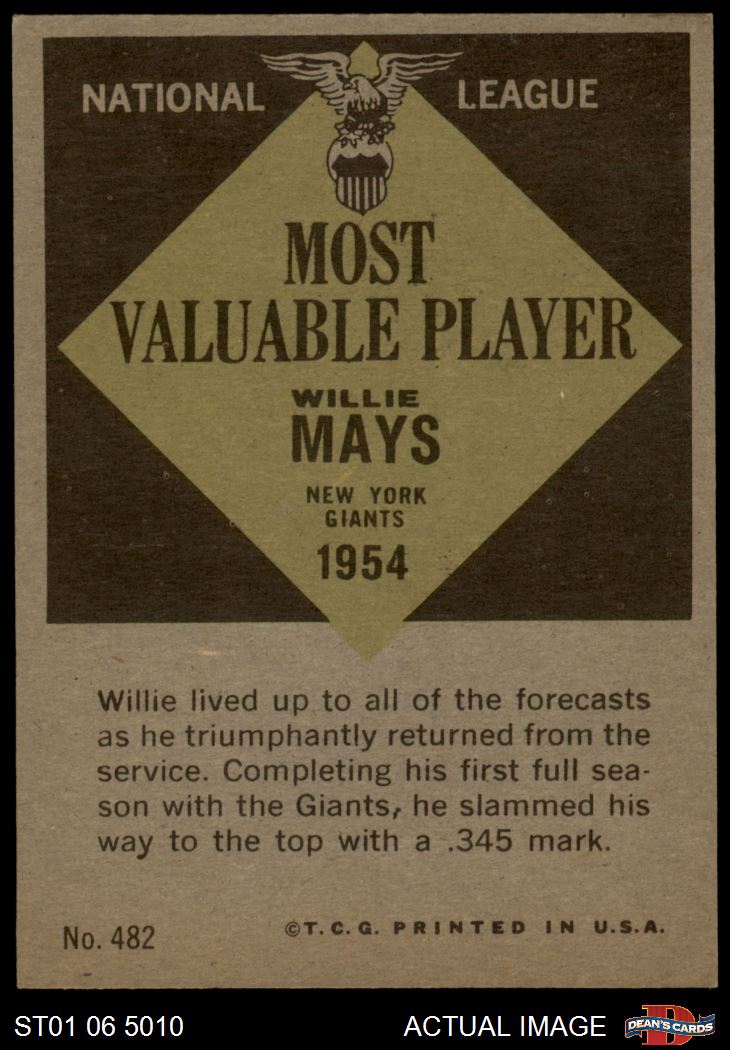 NATIONAL LEAGUE
MOST
VALUABLE PLAYER
WILLIE
MAYS
NEW YORK
GIANTS
1954
Willie lived up to all of the forecasts
as he triumphantly returned from the
service. Completing his first full sea-
son with the Giants, he slammed his
way to the top with a .345 mark.
No. 482 ©T. C. G. PRINTED IN U.S.A.
ST01 06 5010 ACTUAL IMAGE D DEAN'S CARDS